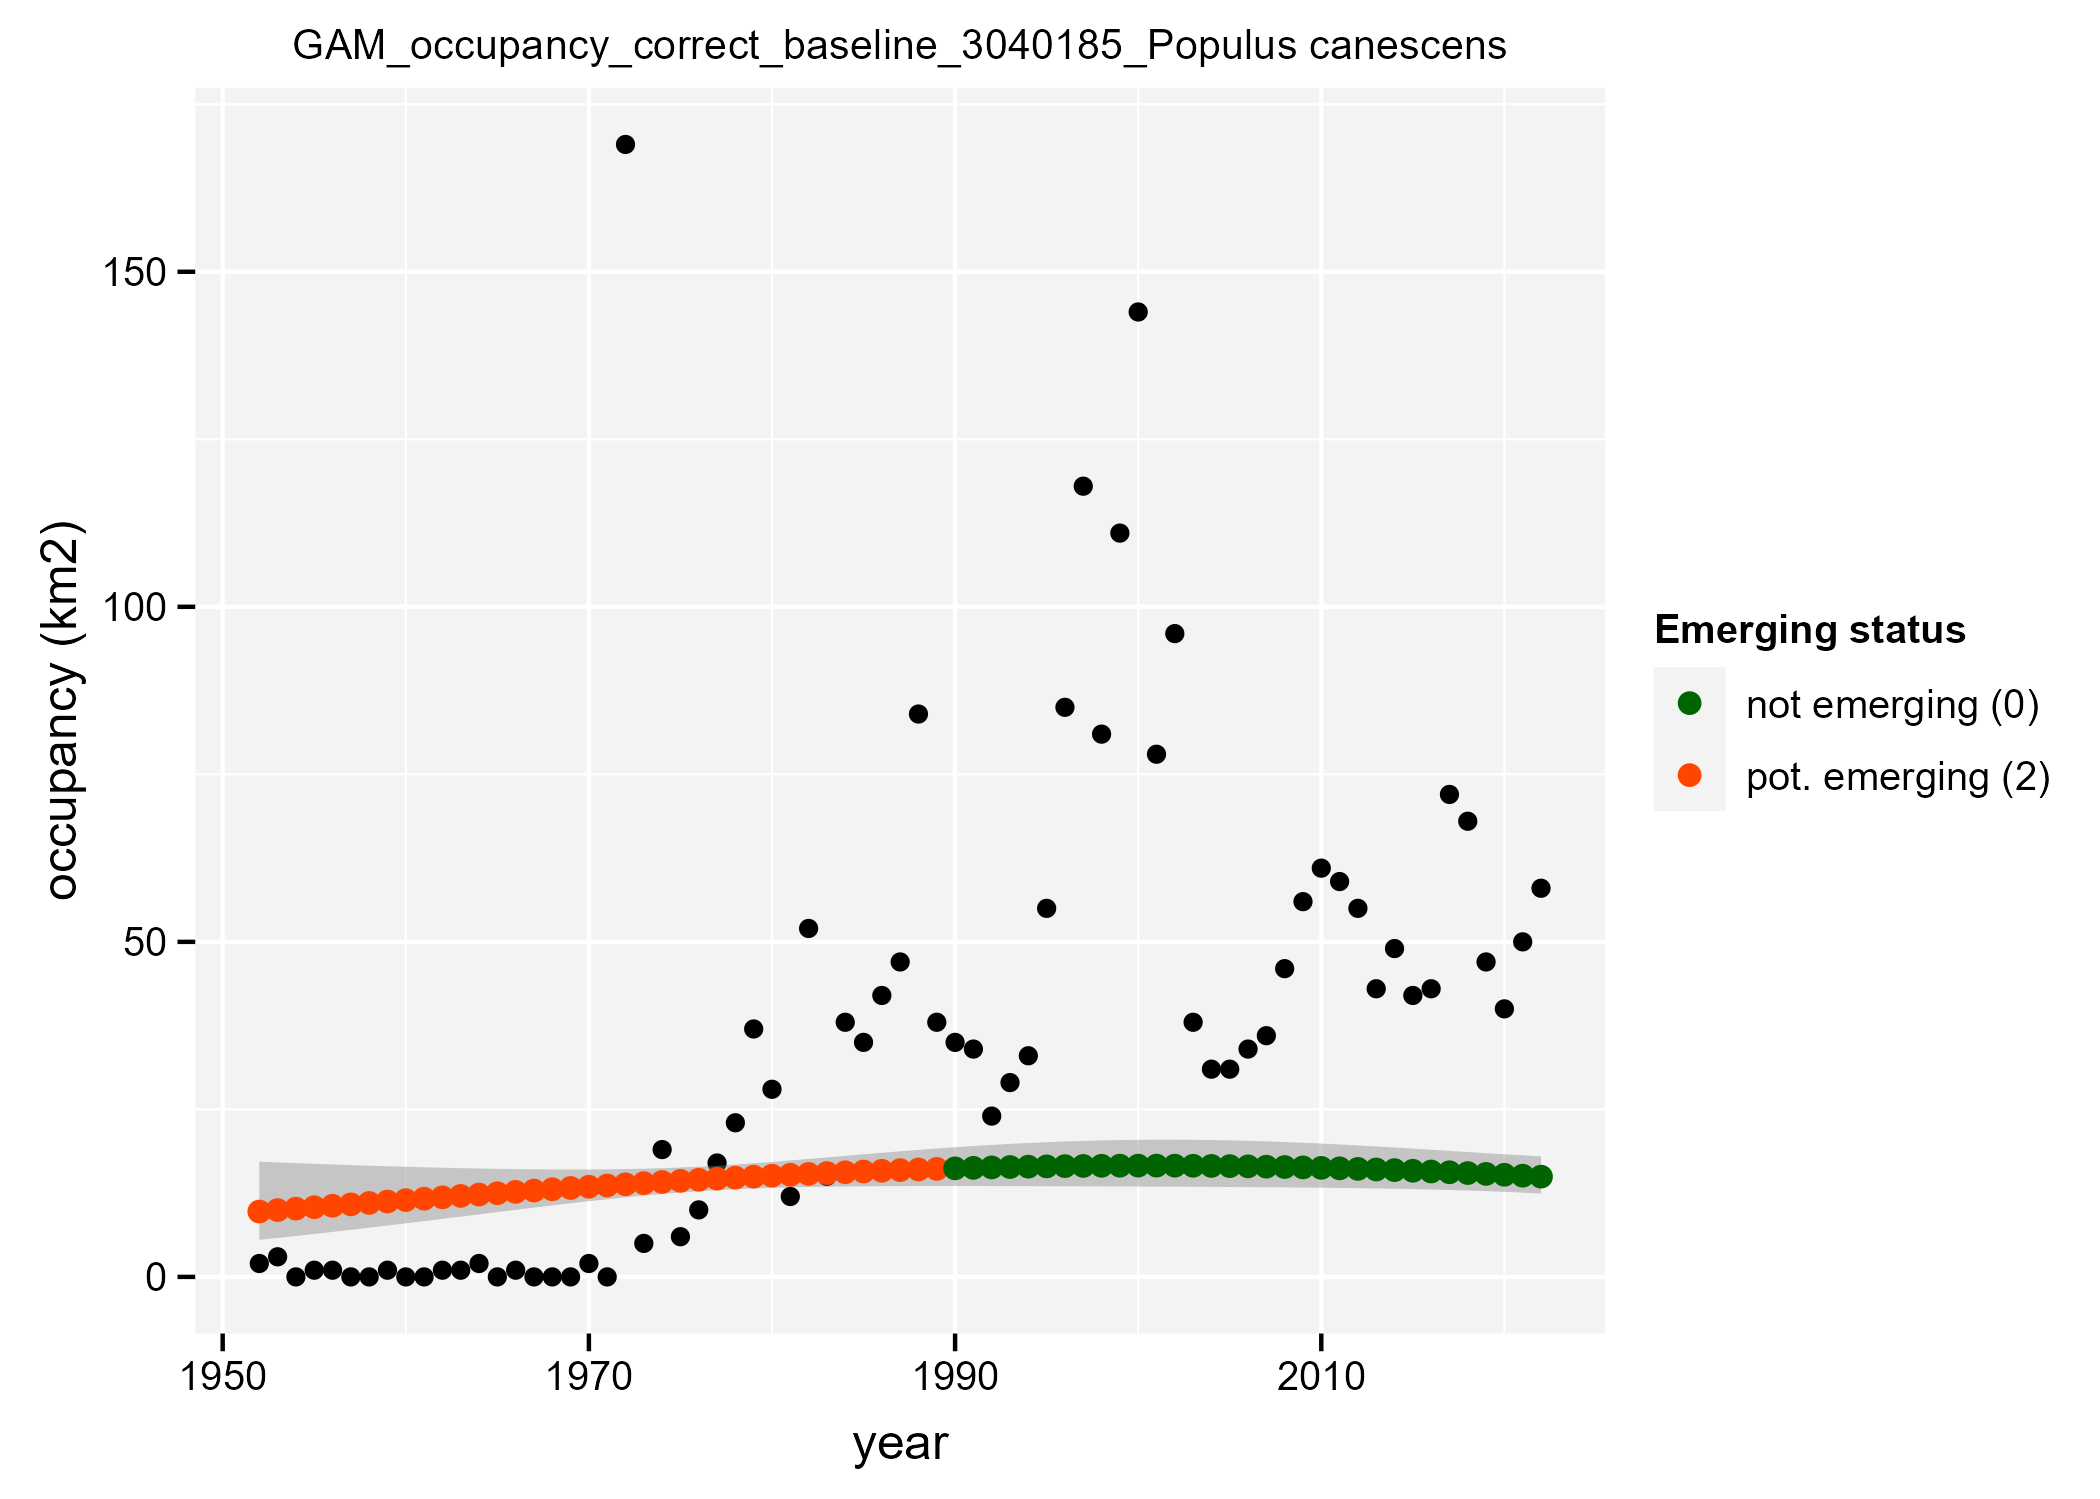 GAM_occupancy_correct_baseline_3040185_Populus canescens
occupancy (km2)
150
100
50
0
1950 1970 1990 2010
year
Emerging status
not emerging (0)
pot. emerging (2)